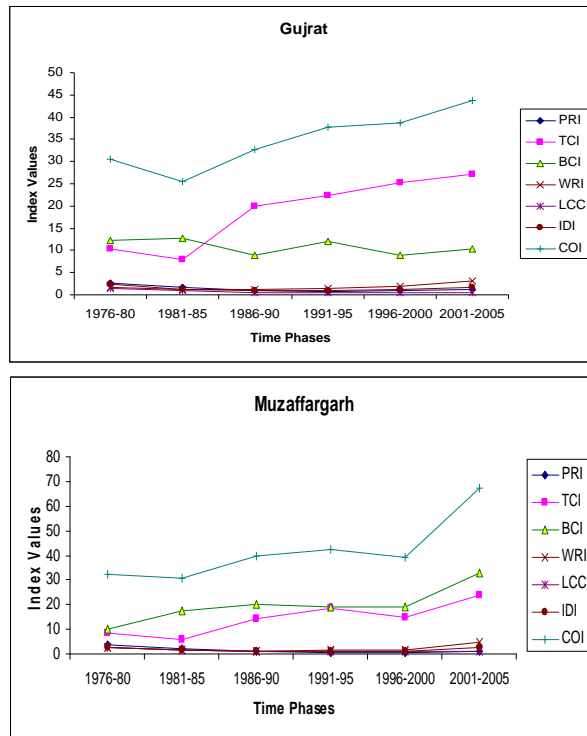 Gujrat
50
45
40
35
30
25
20
15
10
5
0
Index Values
1976-80 1981-85 1986-90 1991-95 1996-2000 2001-2005
Time Phases
PRI
TCI
BCI
WRI
LCC
IDI
COI
Muzaffargarh
80
70
60
50
40
30
20
10
0
Index Values
1976-80 1981-85 1986-90 1991-95 1996-2000 2001-2005
Time Phases
PRI
TCI
BCI
WRI
LCC
IDI
COI